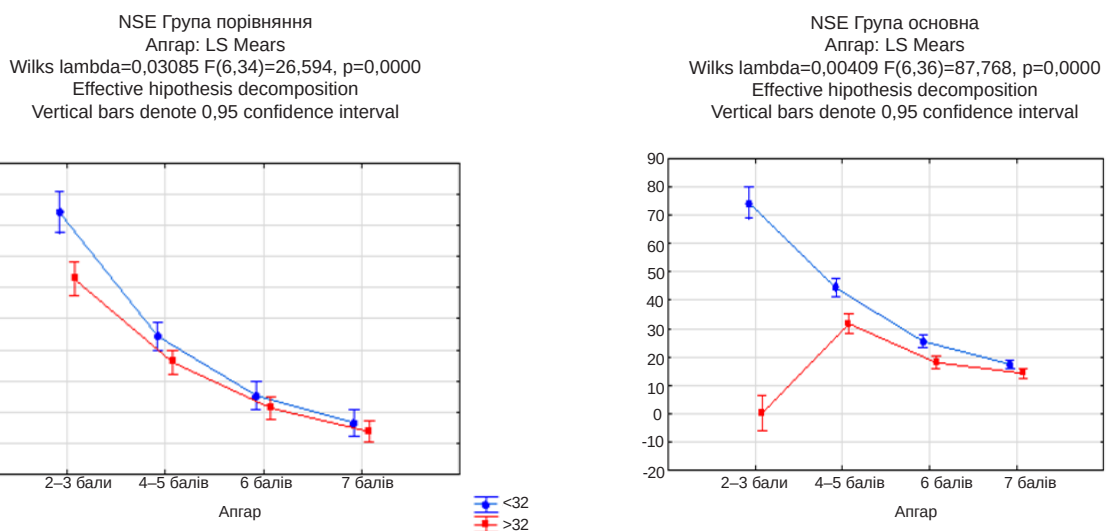 NSE Група порівняння
Апгар: LS Mears
Wilks lambda=0,03085 F(6,34)=26,594, p=0,0000
Effective hipothesis decomposition
Vertical bars denote 0,95 confidence interval
2–3 бали 4–5 балів 6 балів 7 балів
Апгар
<32
>32
NSE Група основна
Апгар: LS Mears
Wilks lambda=0,00409 F(6,36)=87,768, p=0,0000
Effective hipothesis decomposition
Vertical bars denote 0,95 confidence interval
90
80
70
60
50
40
30
20
10
0
-10
-20
2–3 бали 4–5 балів 6 балів 7 балів
Апгар